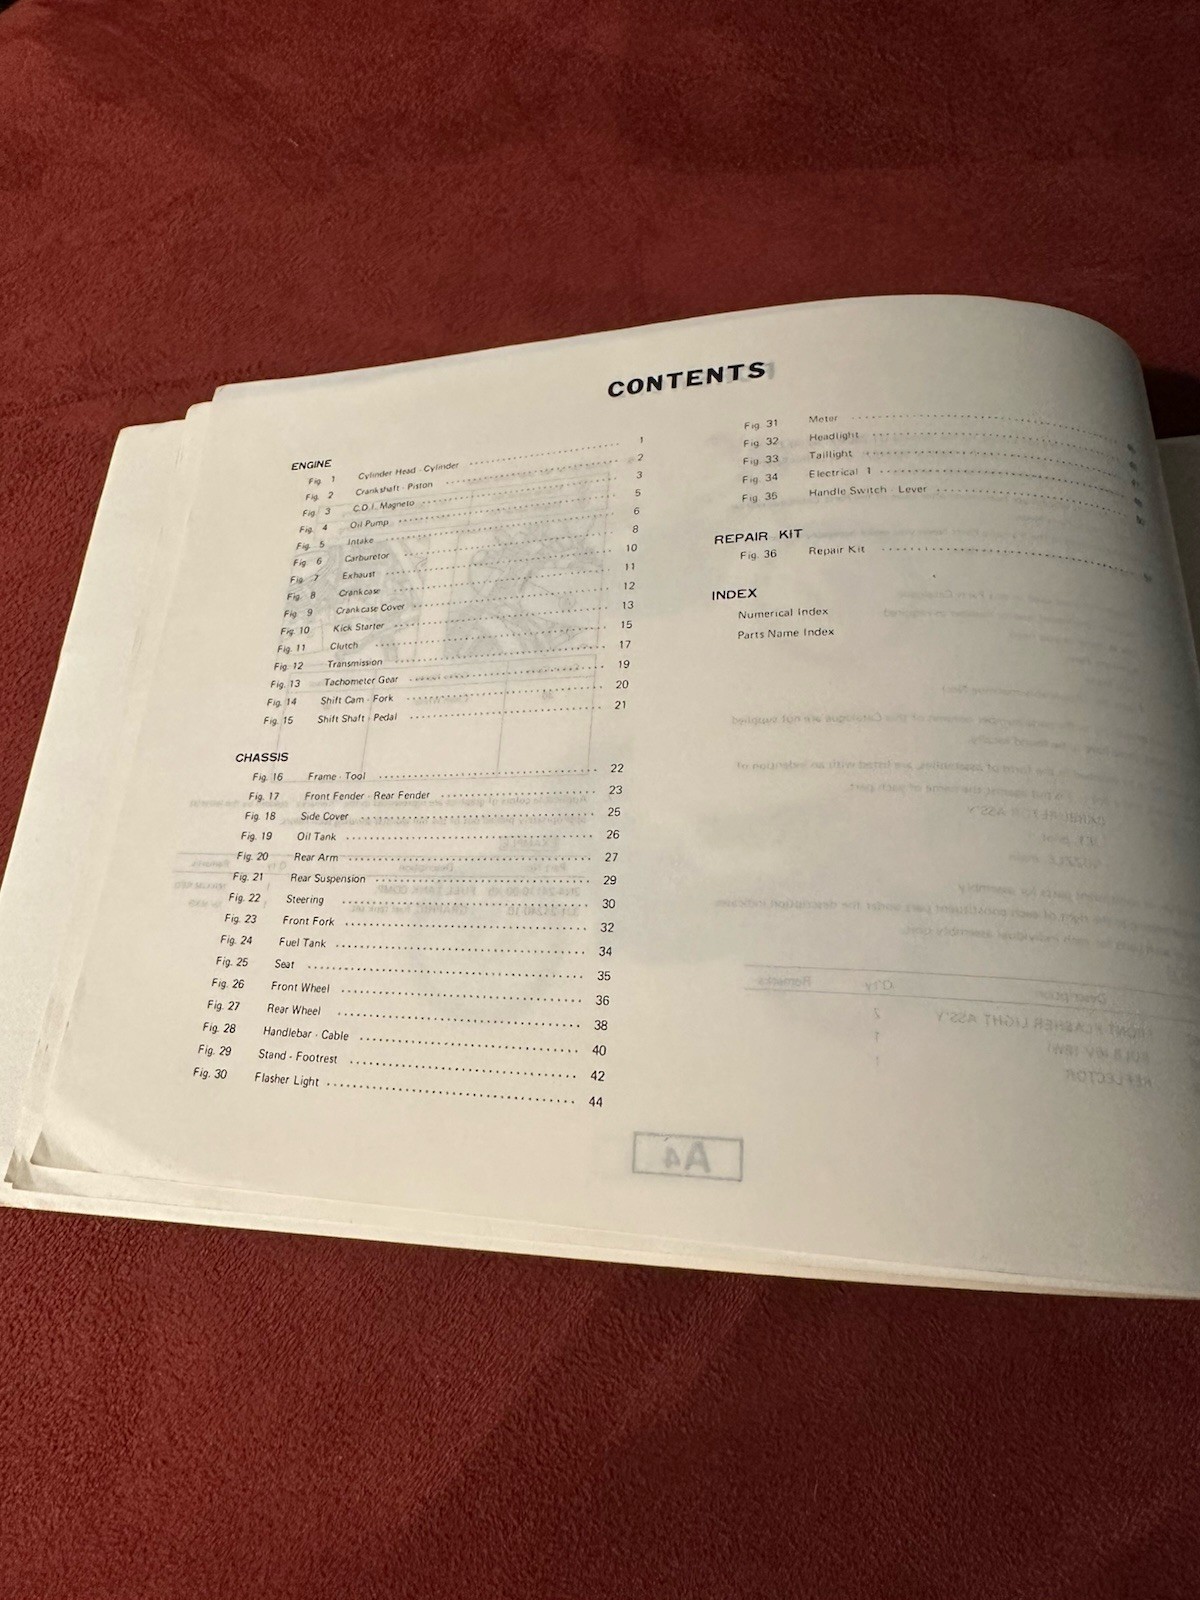 CONTENTS
ENGINE
Fig. 1 Cylinder Head · Cylinder 1
Fig. 2 Crankshaft · Piston 2
Fig. 3 C.D.I. Magneto 3
Fig. 4 Oil Pump 5
Fig. 5 Intake 6
Fig. 6 Carburetor 8
Fig. 7 Exhaust 10
Fig. 8 Crankcase 11
Fig. 9 Crankcase Cover 12
Fig. 10 Kick Starter 13
Fig. 11 Clutch 15
Fig. 12 Transmission 17
Fig. 13 Tachometer Gear 19
Fig. 14 Shift Cam · Fork 20
Fig. 15 Shift Shaft · Pedal 21
CHASSIS
Fig. 16 Frame · Tool 22
Fig. 17 Front Fender · Rear Fender 23
Fig. 18 Side Cover 25
Fig. 19 Oil Tank 26
Fig. 20 Rear Arm 27
Fig. 21 Rear Suspension 29
Fig. 22 Steering 30
Fig. 23 Front Fork 32
Fig. 24 Fuel Tank 34
Fig. 25 Seat 35
Fig. 26 Front Wheel 36
Fig. 27 Rear Wheel 38
Fig. 28 Handlebar · Cable 40
Fig. 29 Stand · Footrest 42
Fig. 30 Flasher Light 44
Fig. 31 Meter
Fig. 32 Headlight
Fig. 33 Taillight
Fig. 34 Electrical 1
Fig. 35 Handle Switch · Lever
REPAIR KIT
Fig. 36 Repair Kit
INDEX
Numerical Index
Parts Name Index
A4